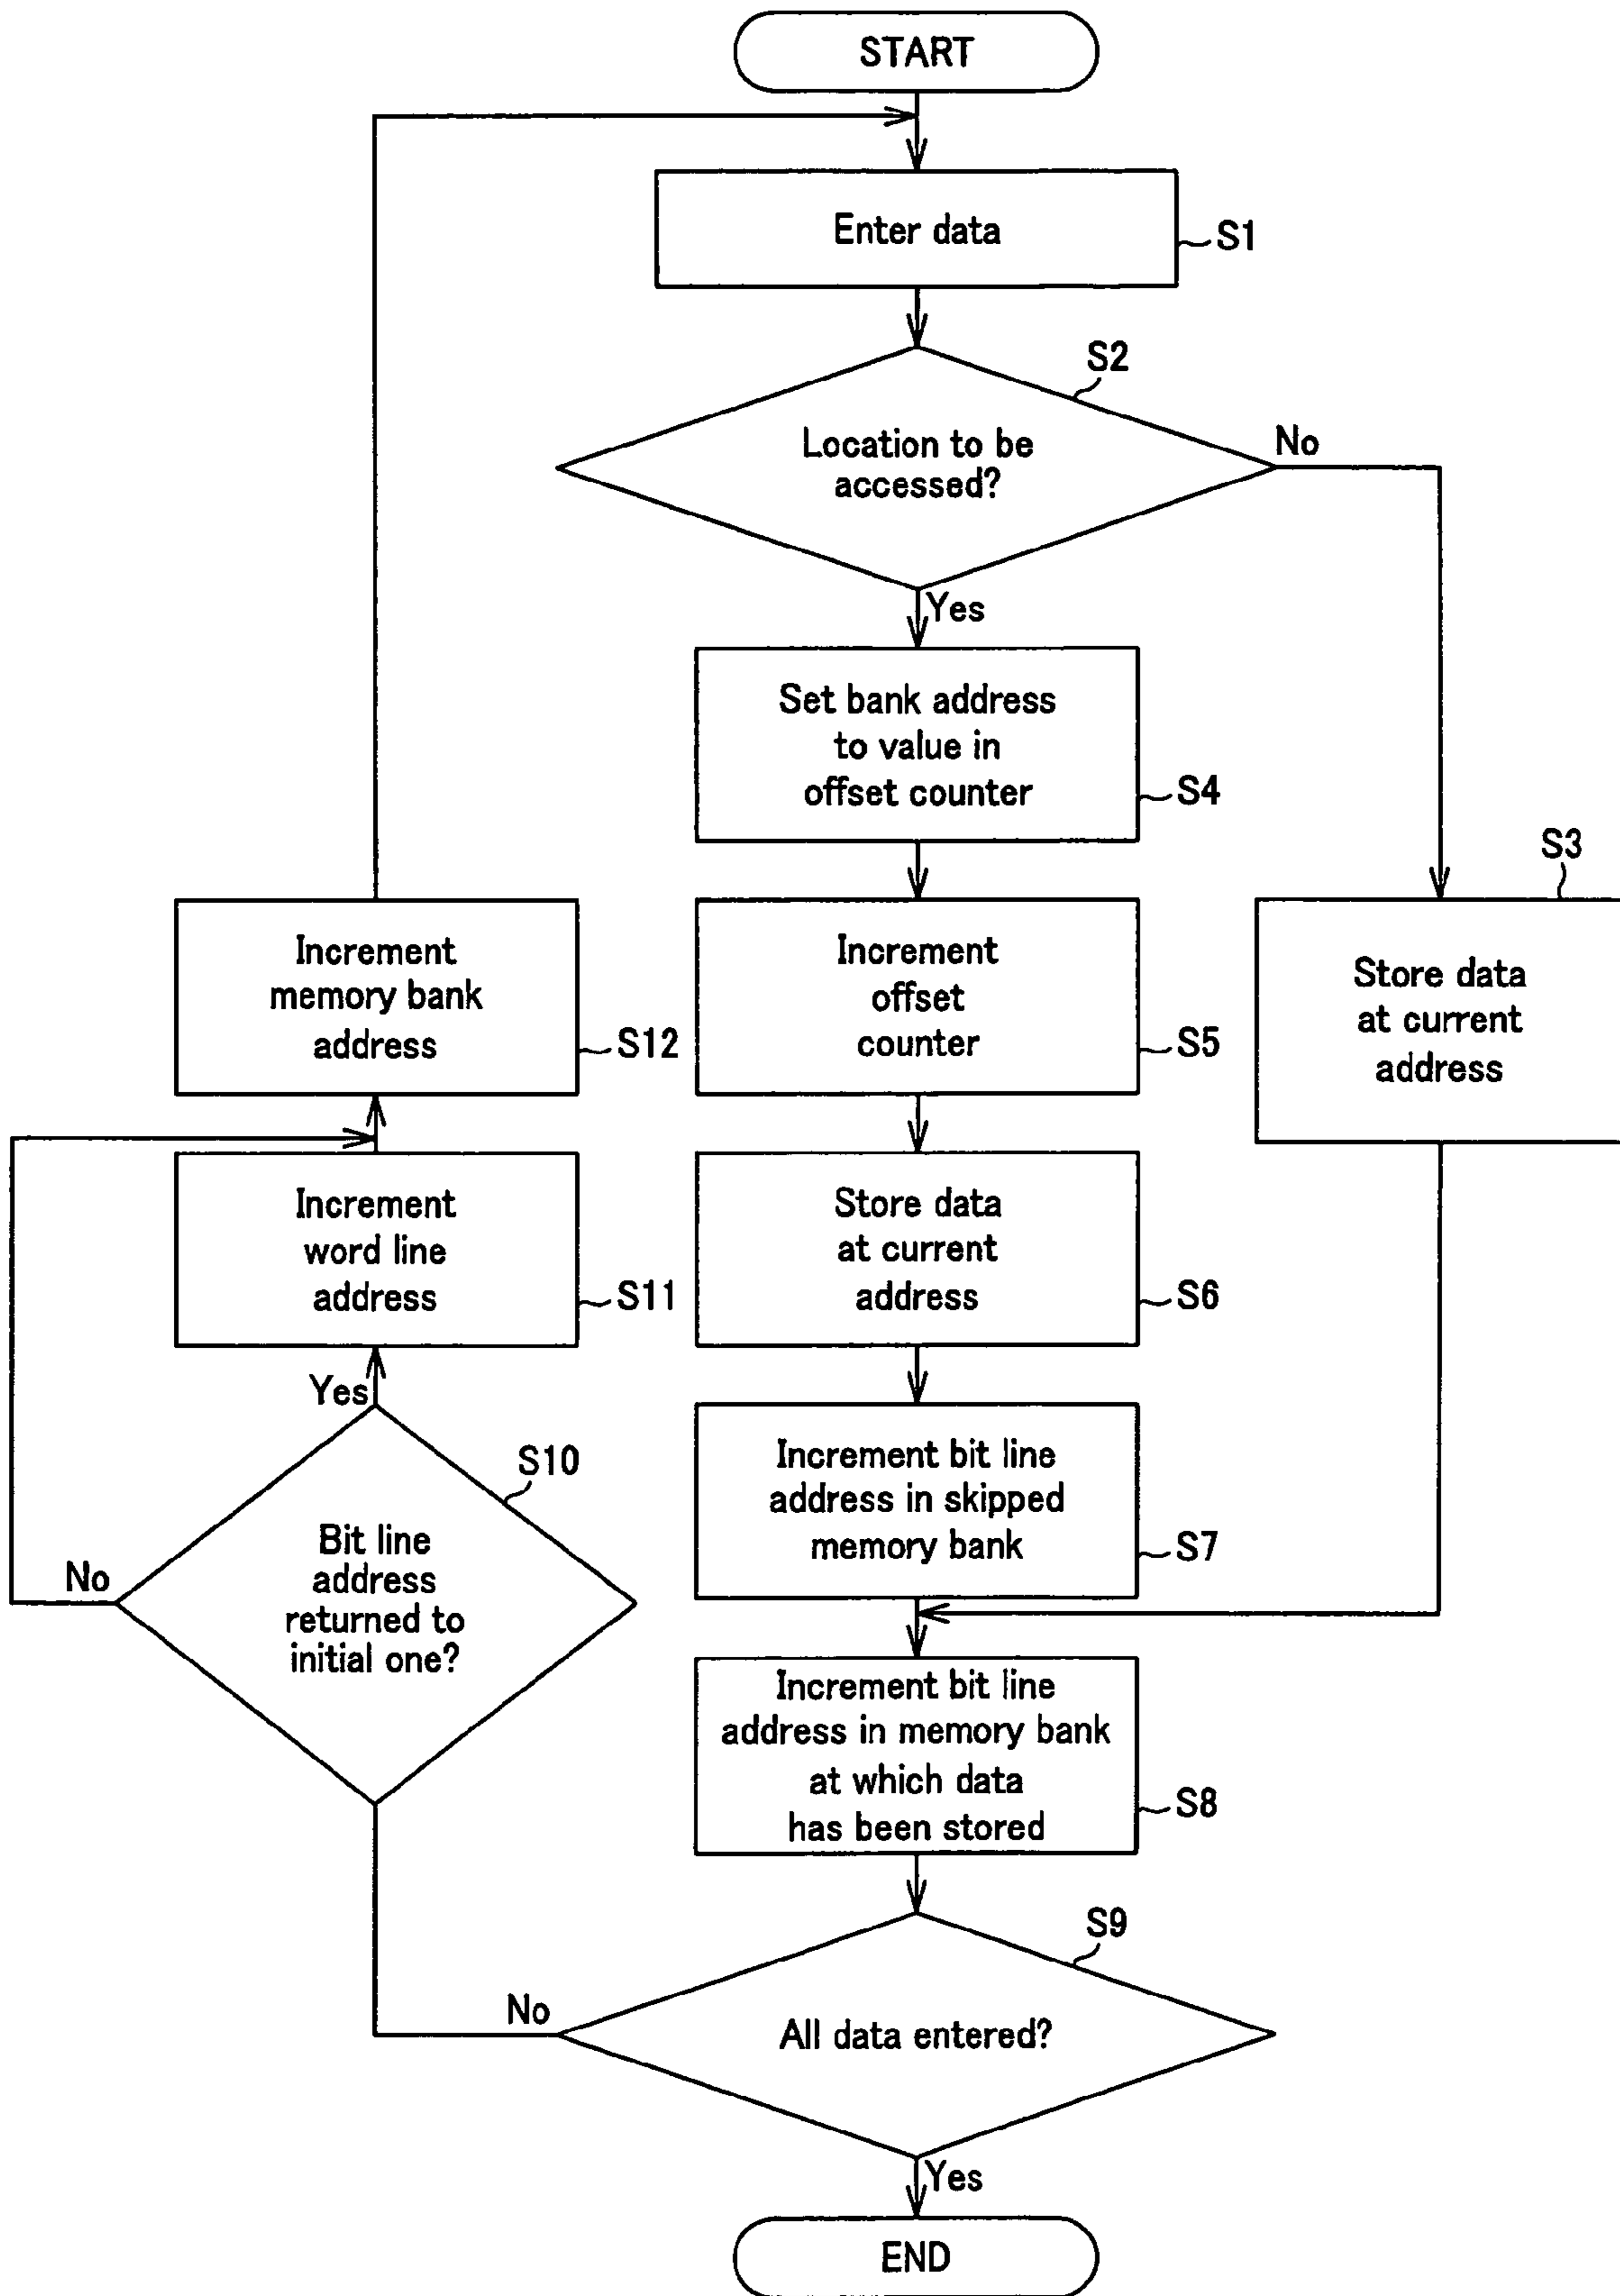 START
Enter data
S1
S2
Location to be
accessed?
No
Yes
Set bank address
to value in
offset counter
S4
S3
Store data
at current
address
Increment
offset
counter
S5
Store data
at current
address
S6
Increment bit line
address in skipped
memory bank
S7
Increment bit line
address in memory bank
at which data
has been stored
S8
S9
All data entered?
No
Yes
END
S10
Bit line
address
returned to
initial one?
No
Yes
Increment
word line
address
S11
Increment
memory bank
address
S12